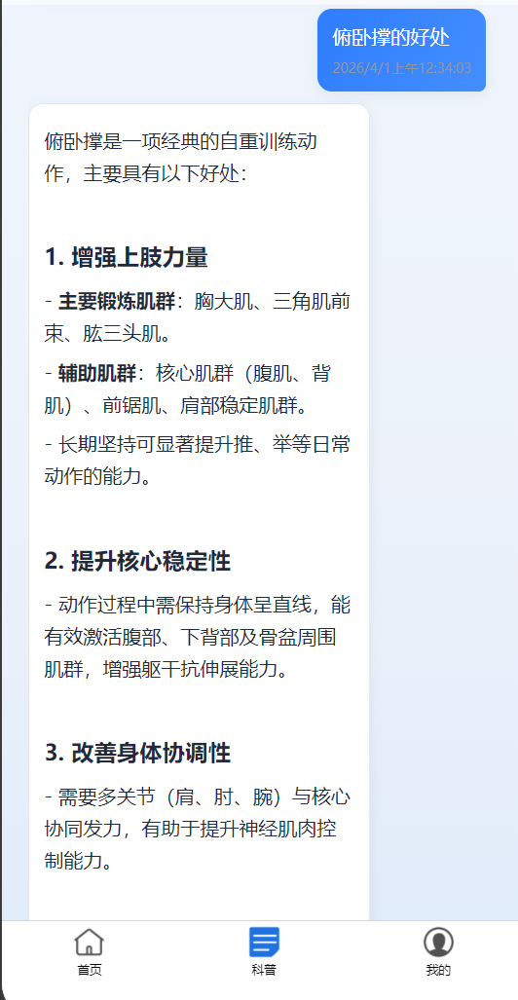 俯卧撑的好处
2026/4/1上午12:34:03
俯卧撑是一项经典的自重训练动
作，主要具有以下好处：
1. 增强上肢力量
- 主要锻炼肌群：胸大肌、三角肌前
束、肱三头肌。
- 辅助肌群：核心肌群（腹肌、背
肌）、前锯肌、肩部稳定肌群。
- 长期坚持可显著提升推、举等日常
动作的能力。
2. 提升核心稳定性
- 动作过程中需保持身体呈直线，能
有效激活腹部、下背部及骨盆周围
肌群，增强躯干抗伸展能力。
3. 改善身体协调性
- 需要多关节（肩、肘、腕）与核心
协同发力，有助于提升神经肌肉控
制能力。
首页
科普
我的